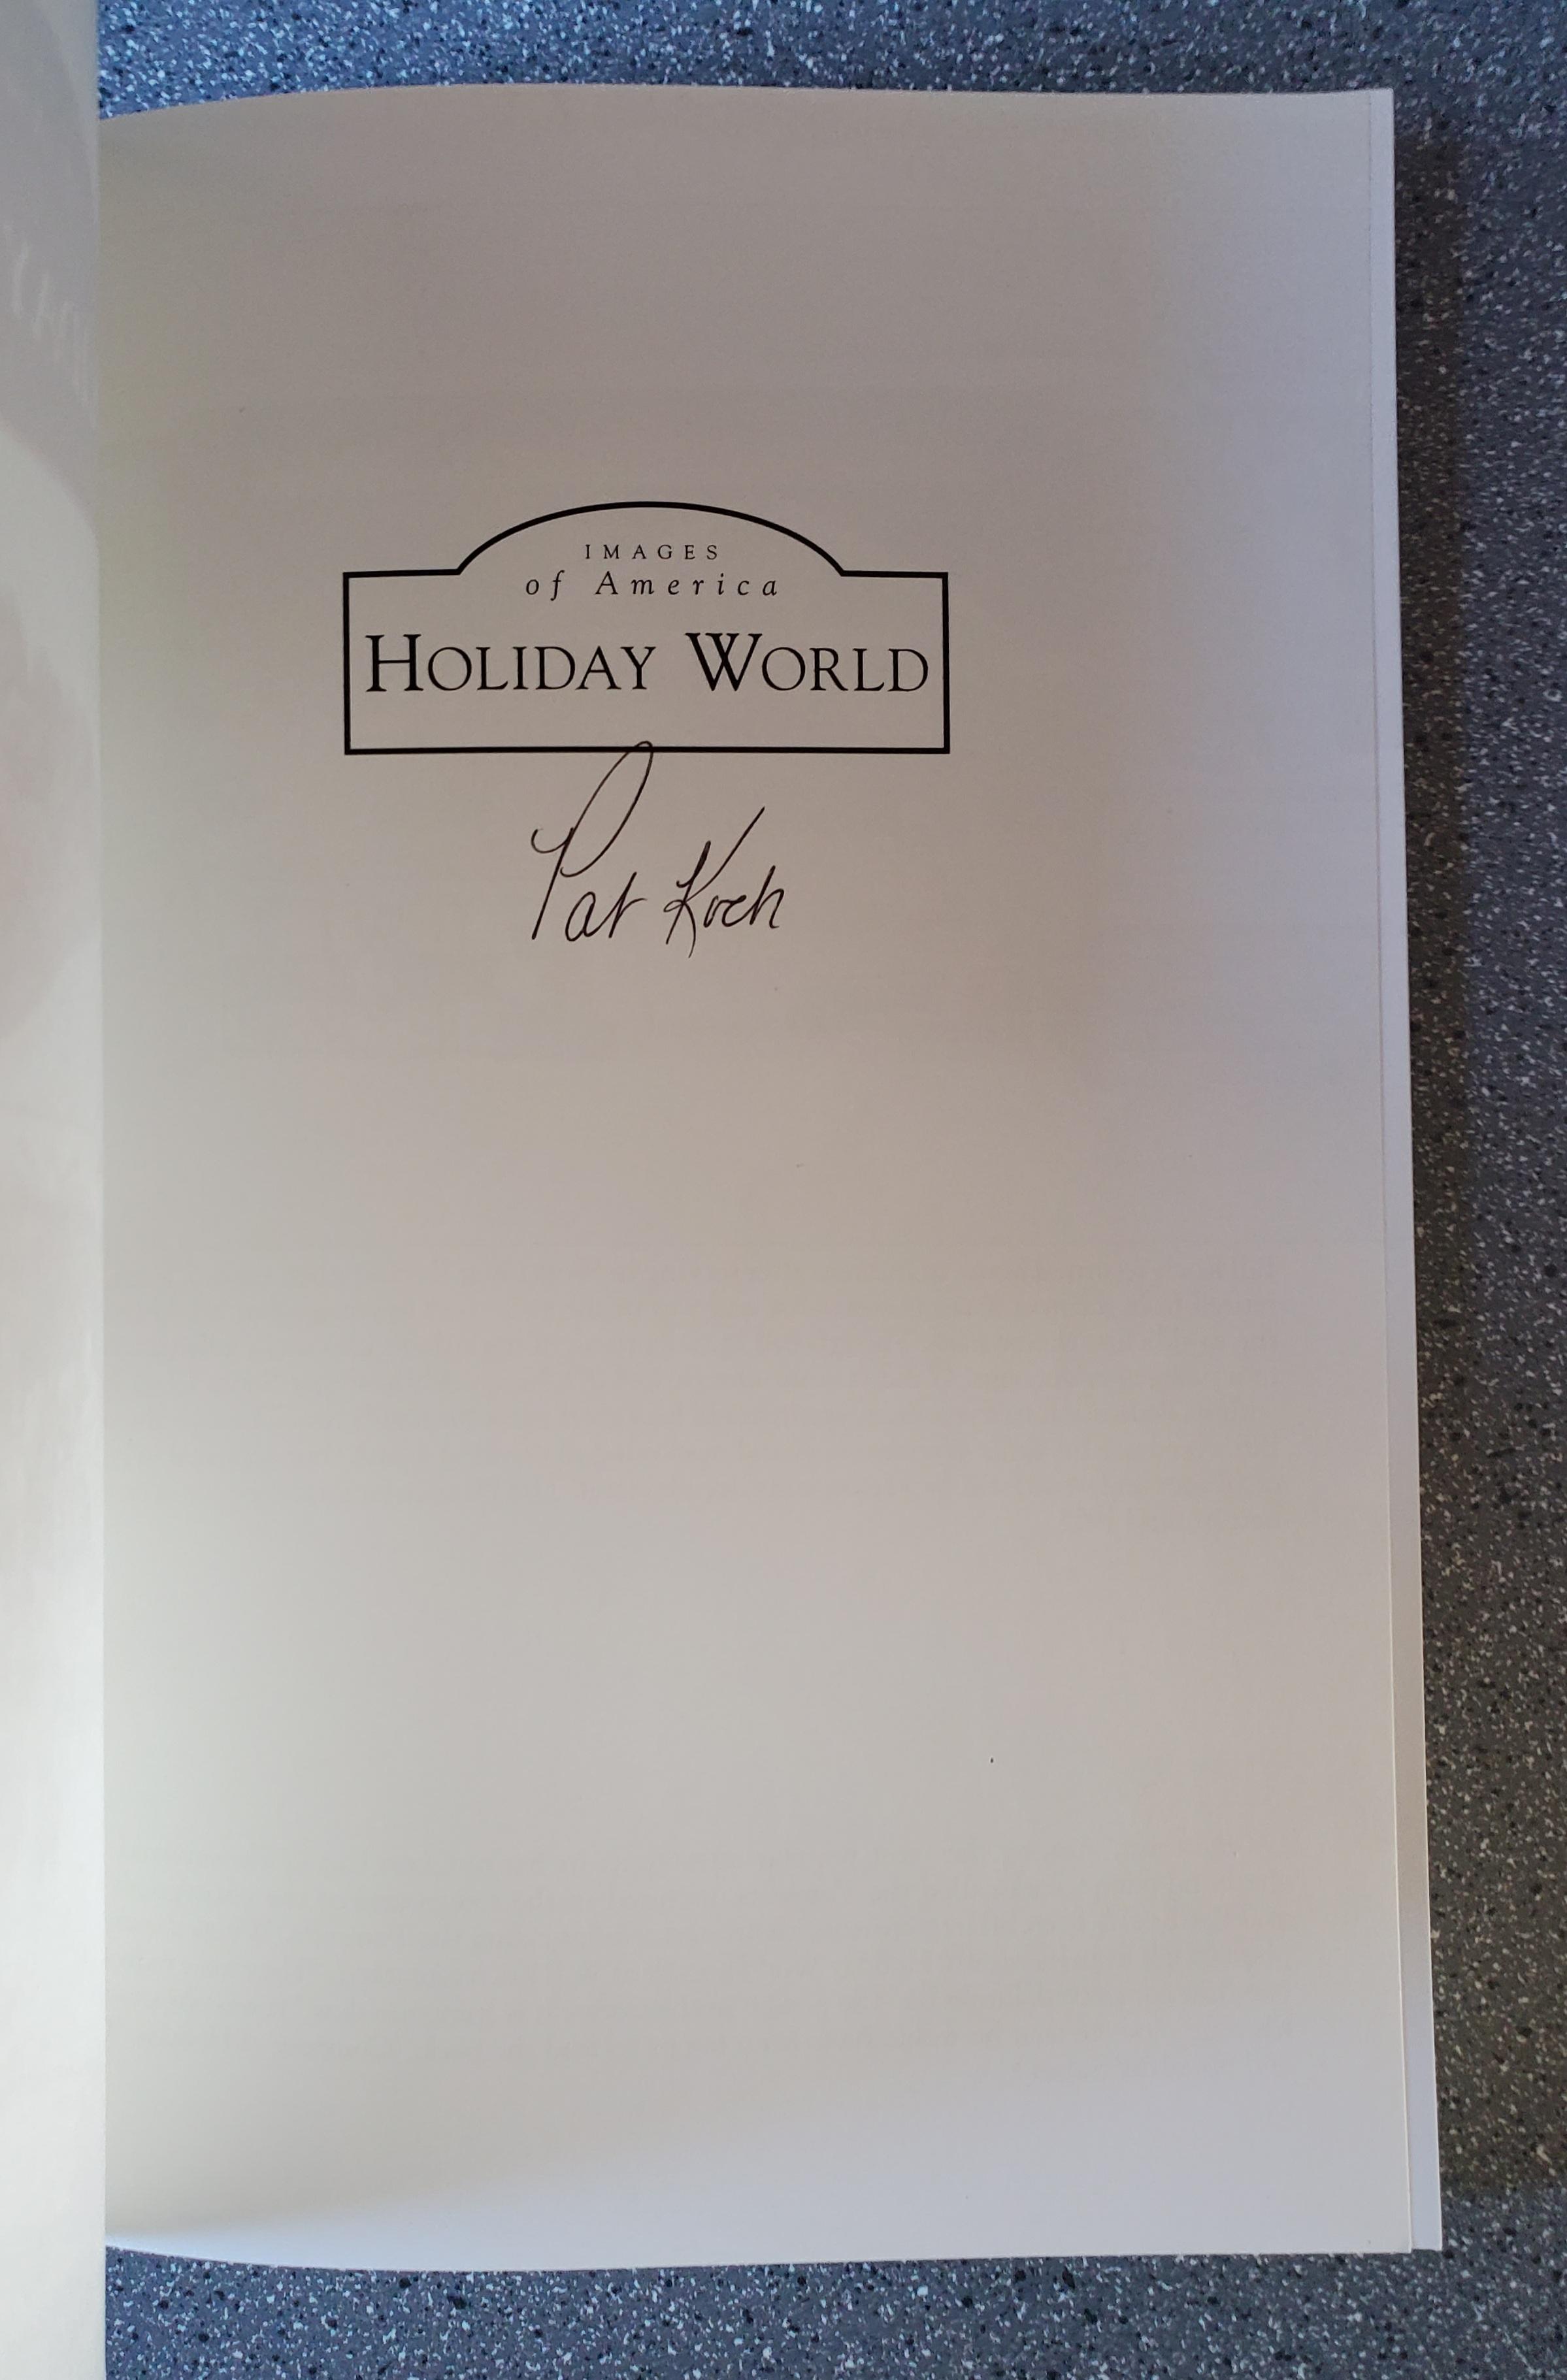 IMAGES
of America
HOLIDAY WORLD
Pat Koch